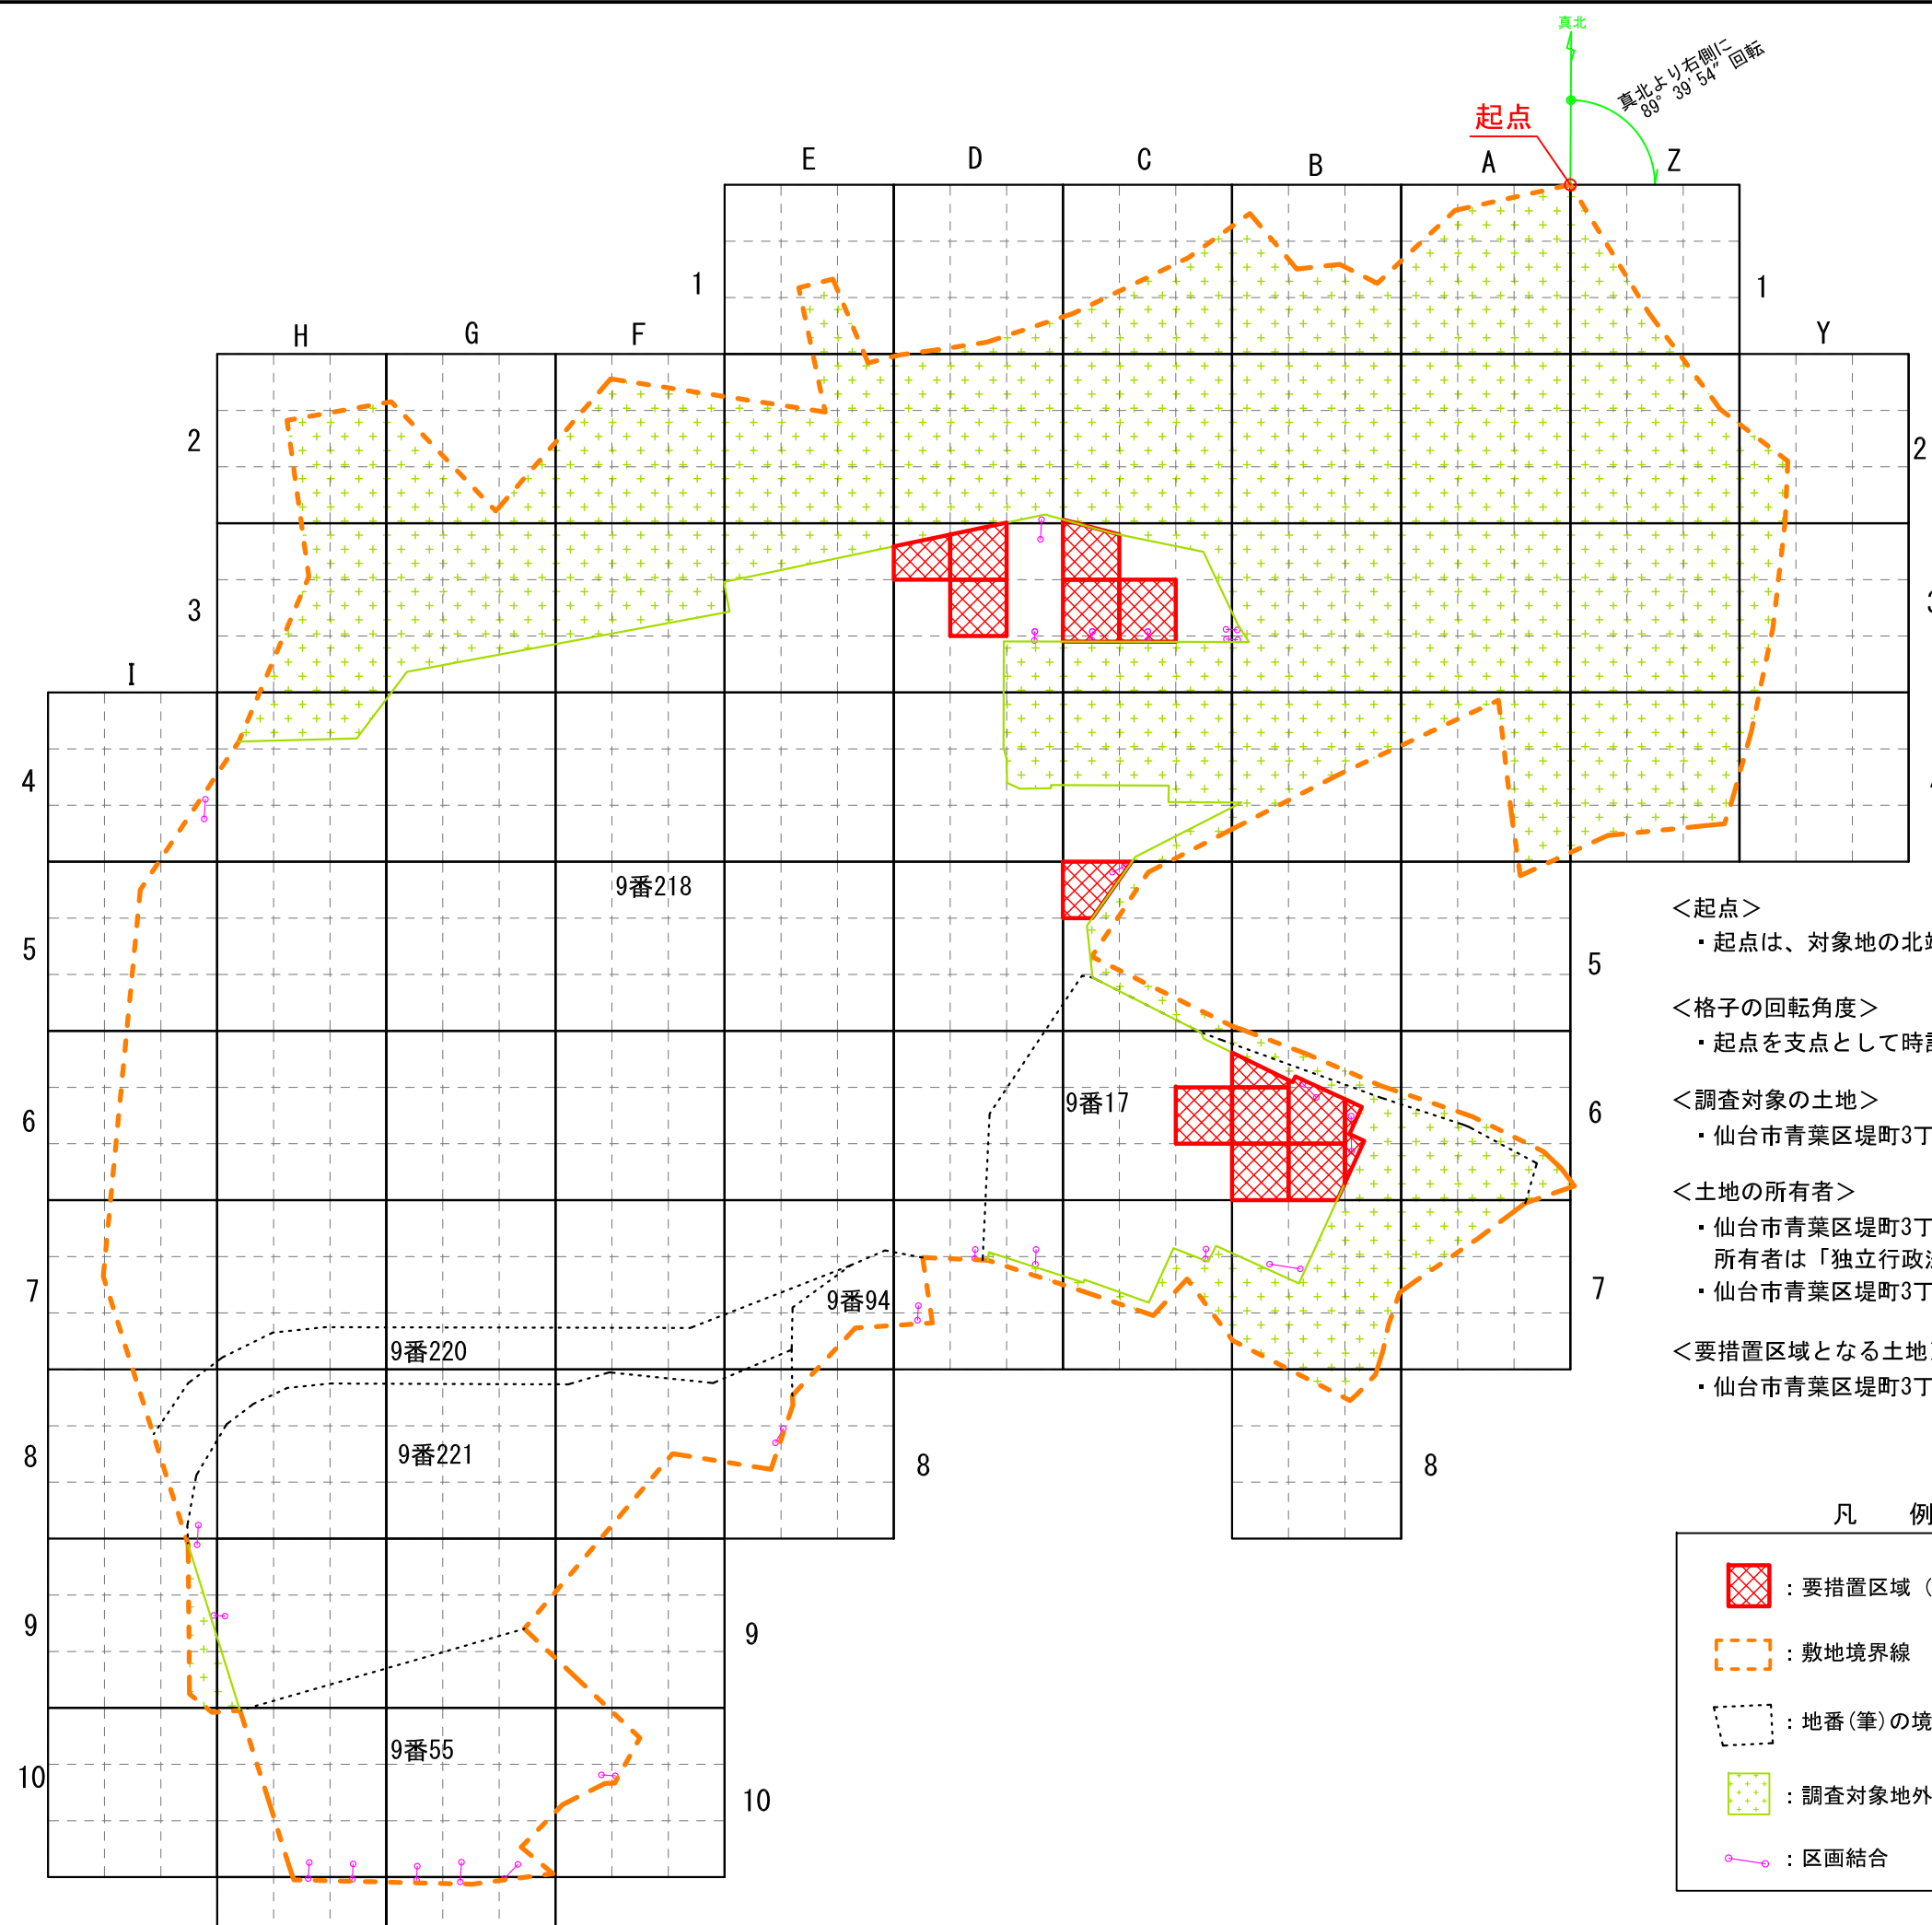 真北
真北より右側に
89° 39′ 54″ 回転
起点
E
D
C
B
A
Z
1
1
H
G
F
Y
2
2
3
I
4
9番218
5
5
9番17
6
6
7
7
9番94
9番220
8
9番221
8
8
9
9
10
9番55
10
＜起点＞
・起点は、対象地の北
＜格子の回転角度＞
・起点を支点として時
＜調査対象の土地＞
・仙台市青葉区堤町3丁
＜土地の所有者＞
・仙台市青葉区堤町3丁
所有者は「独立行政法
・仙台市青葉区堤町3丁
＜要措置区域となる土地
・仙台市青葉区堤町3丁
凡 例
：要措置区域（
：敷地境界線
：地番(筆)の境
：調査対象地外
：区画結合